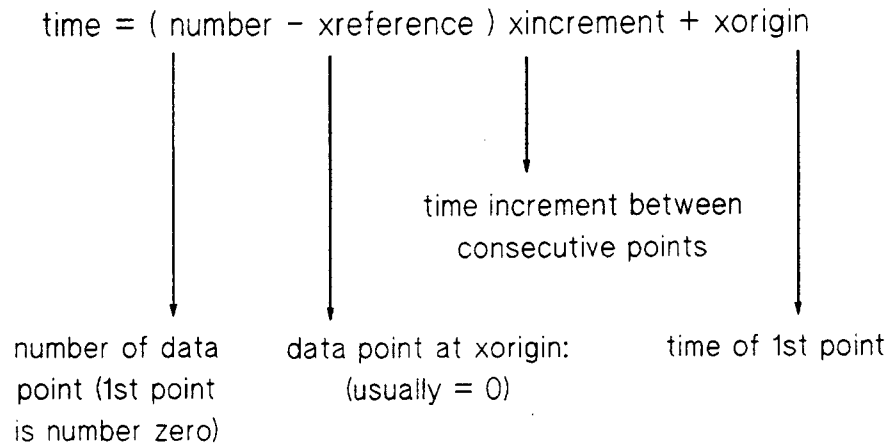 time = ( number - xreference ) xincrement + xorigin
time increment between
consecutive points
number of data
point (1st point
is number zero)
data point at xorigin:
(usually = 0)
time of 1st point